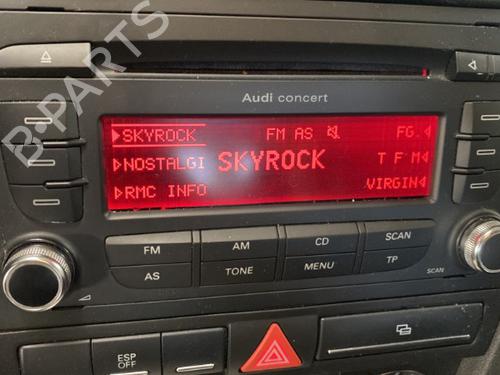 B-PARTS
Audi concert
SKYROCK FM AS FG.
NOSTALGI SKYROCK T F M
RMC INFO VIRGIN
FM AM CD SCAN
AS TONE MENU TP
SCAN
ESP
OFF